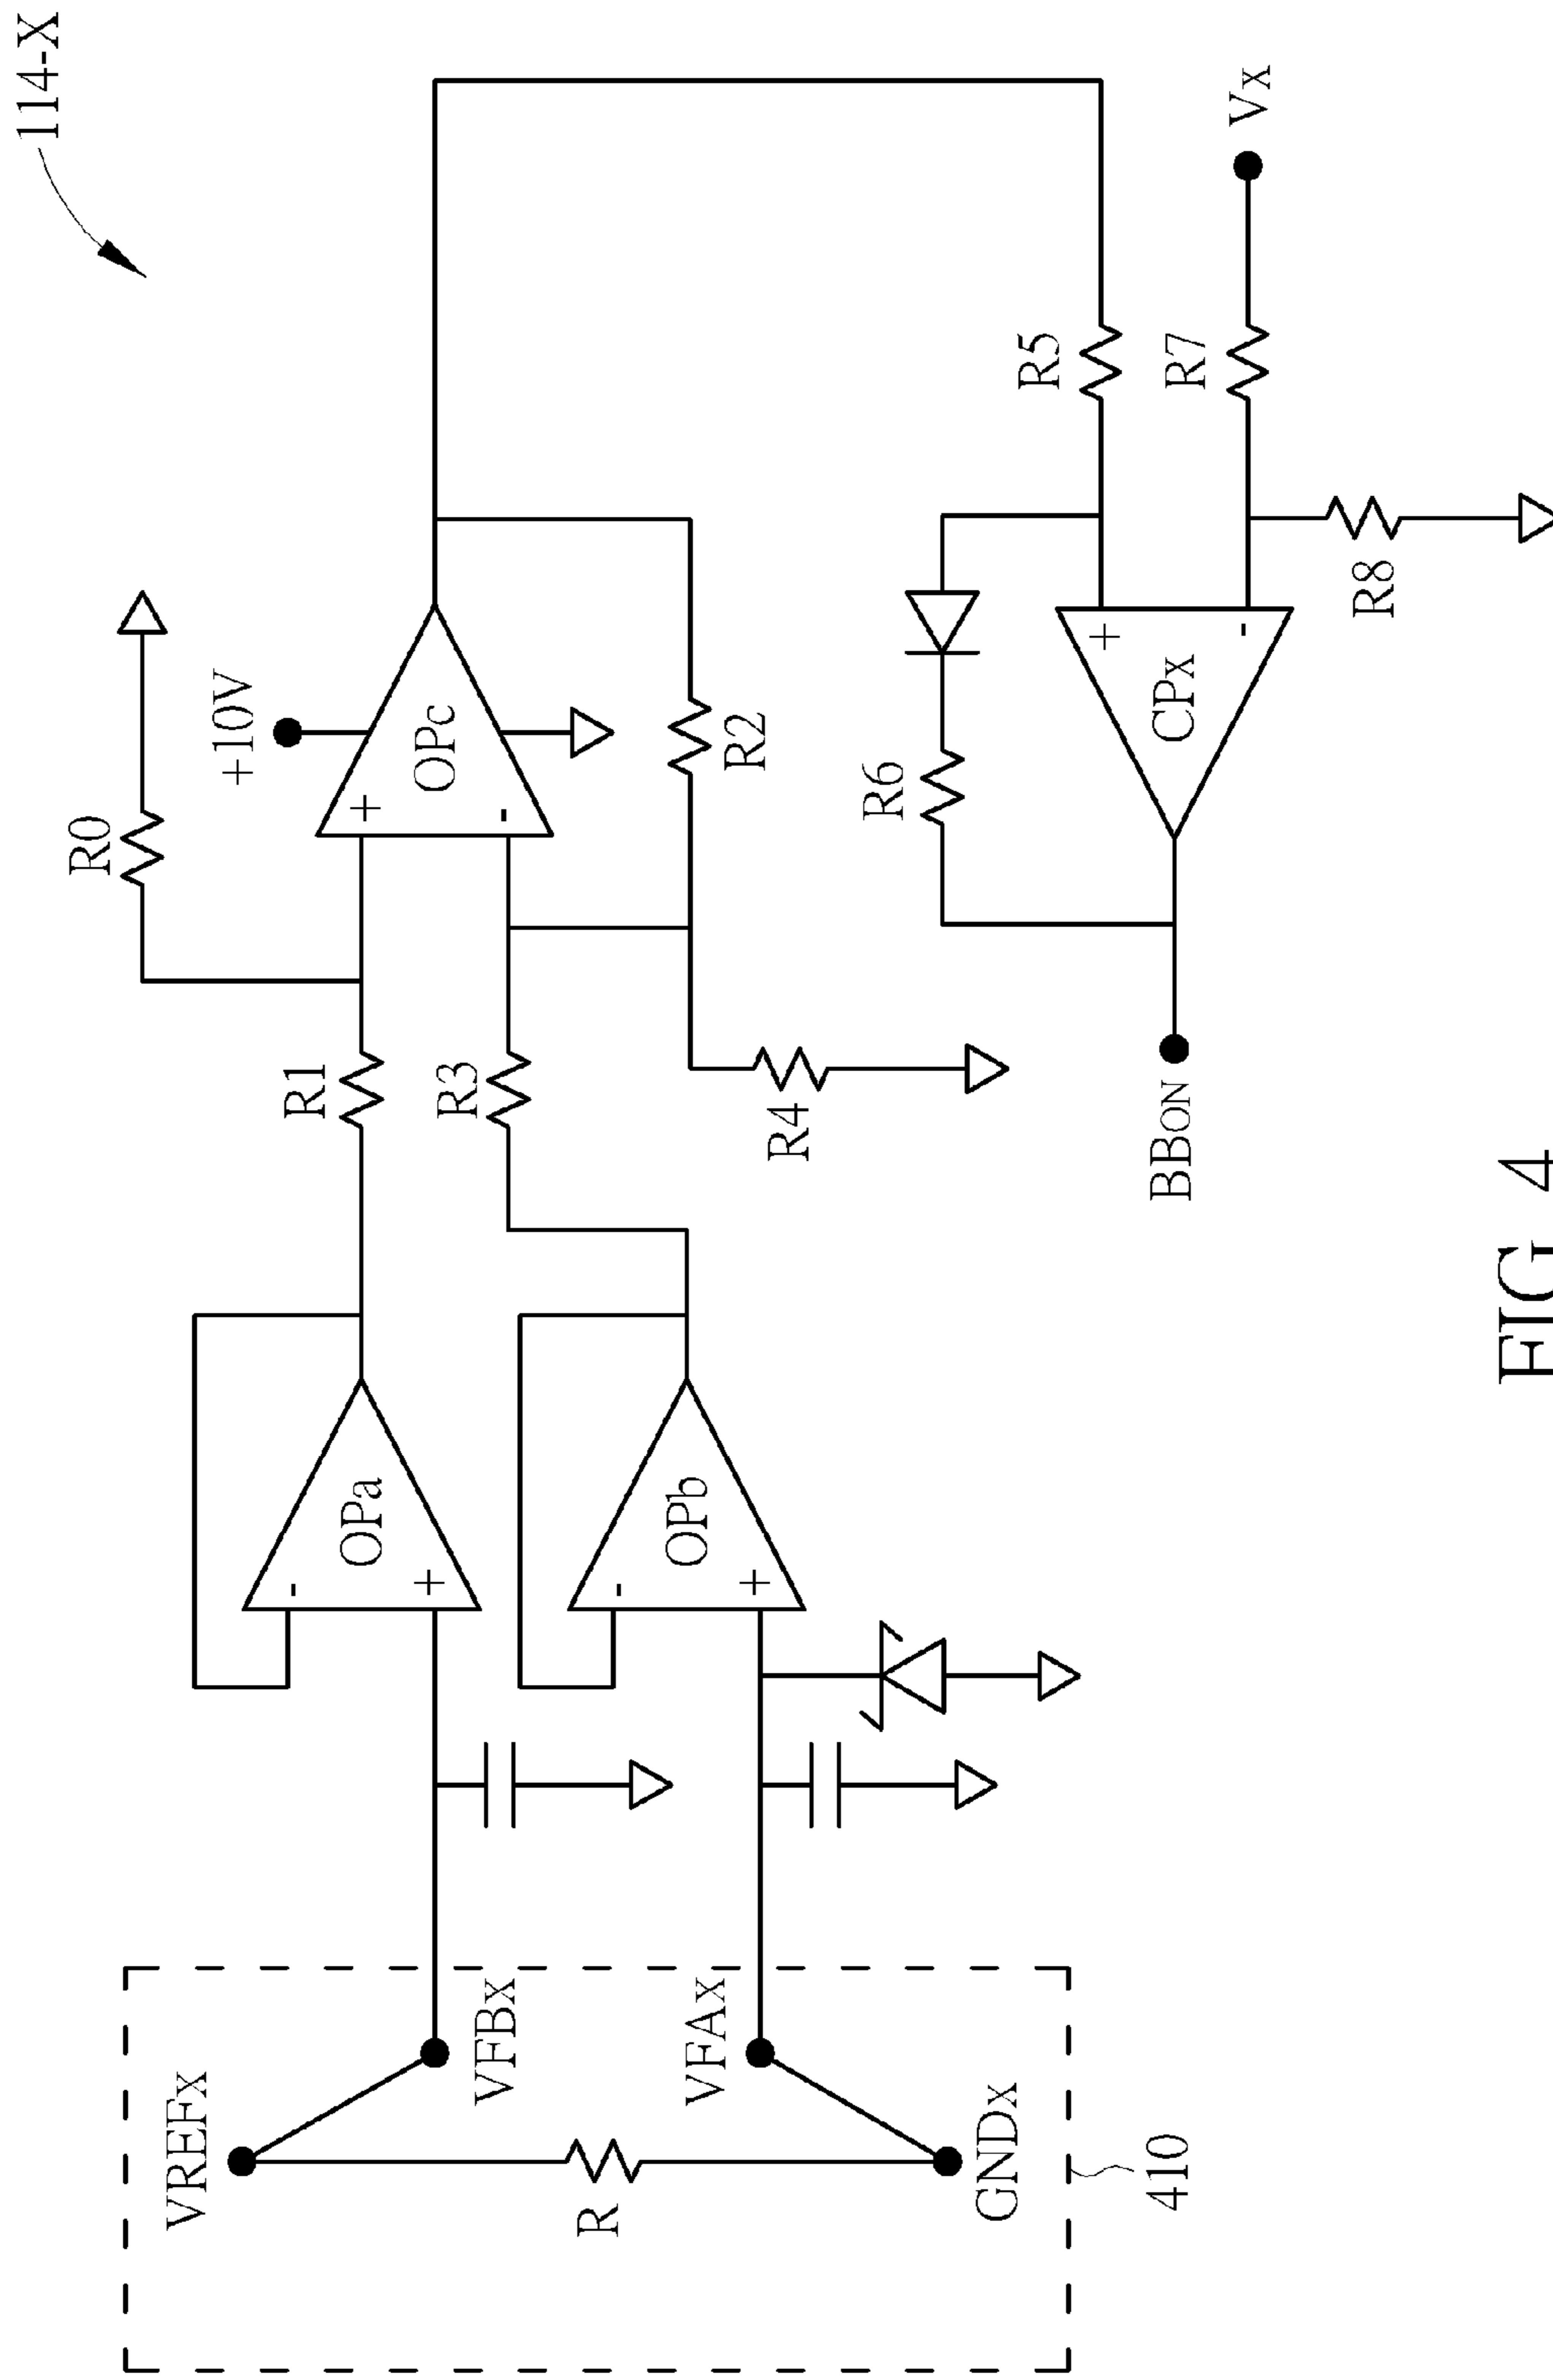 114-X
R0
+10V
R1
+
OPc
-
R3
R2
R4
-
OPa
+
-
OPb
+
VREFx
VFBx
R
VFAx
GNDx
410
R5
R6
+
CPx
-
R7
Vx
R8
BBON
FIG. 4